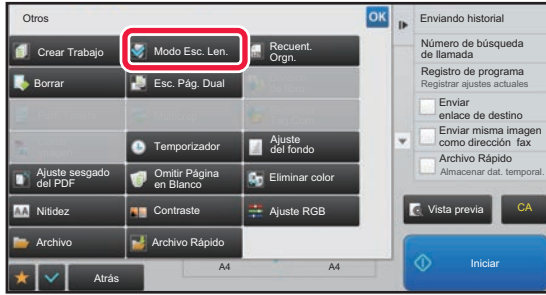 Otros
OK
Crear Trabajo
Modo Esc. Len.
Recuent.
Orgn.
Borrar
Esc. Pág. Dual
Temporizador
Ajuste
del fondo
Ajuste sesgado
del PDF
Omitir Página
en Blanco
Eliminar color
AA Nitidez
Contraste
Ajuste RGB
Archivo
Archivo Rápido
Atrás
A4
A4
Enviando historial
Número de búsqueda
de llamada
Registro de programa
Registrar ajustes actuales
Enviar
enlace de destino
Enviar misma imagen
como dirección fax
Archivo Rápido
Almacenar dat. temporal.
Vista previa
CA
Iniciar